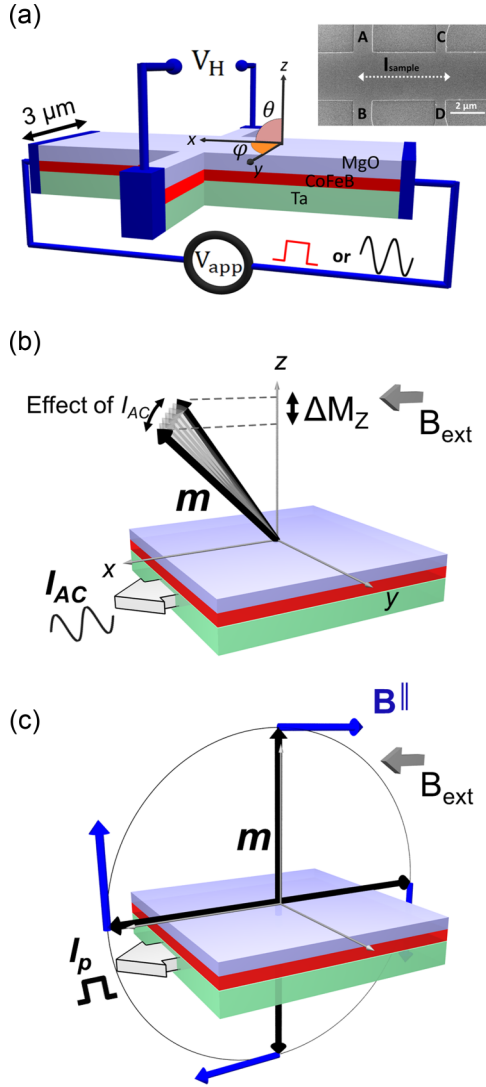 (a)
V_H
A C
I_sample
B D
2 μm
3 μm
z
θ
x
φ
y
MgO
CoFeB
Ta
V_app
or
(b)
z
Effect of I_AC
ΔM_Z
B_ext
m
x
I_AC
y
(c)
B^∥
B_ext
m
I_p